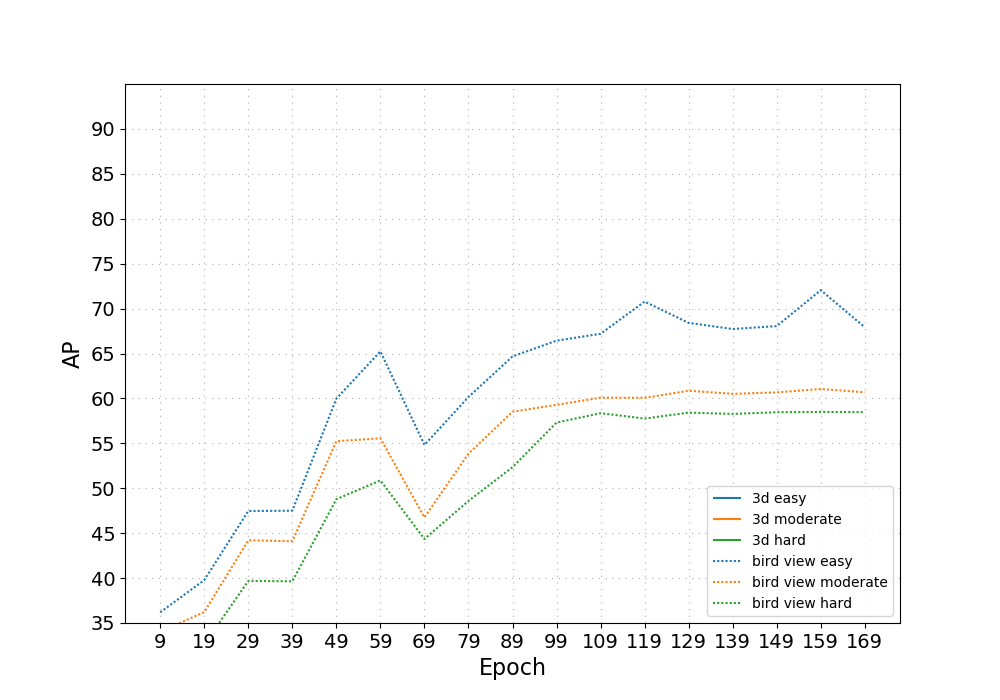 AP
90
85
80
75
70
65
60
55
50
45
40
35
3d easy
3d moderate
3d hard
bird view easy
bird view moderate
bird view hard
9 19 29 39 49 59 69 79 89 99 109 119 129 139 149 159 169
Epoch